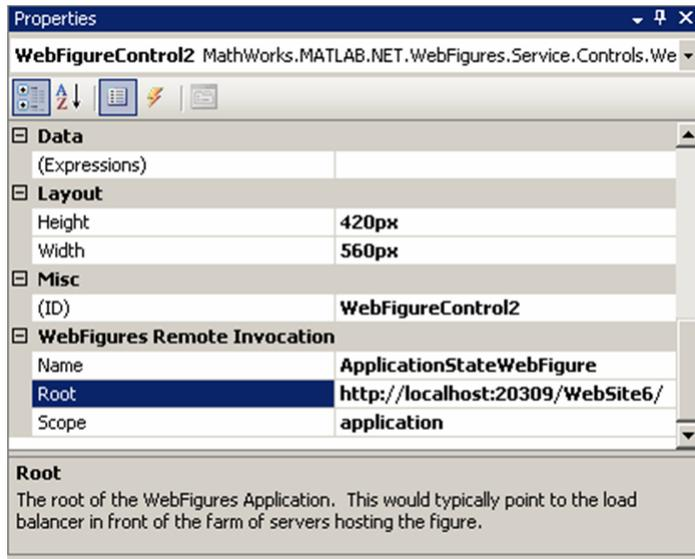 Properties
WebFigureControl2 MathWorks.MATLAB.NET.WebFigures.Service.Controls.We
A Z
Data
(Expressions)
Layout
Height 420px
Width 560px
Misc
(ID) WebFigureControl2
WebFigures Remote Invocation
Name ApplicationStateWebFigure
Root http://localhost:20309/WebSite6/
Scope application
Root
The root of the WebFigures Application. This would typically point to the load
balancer in front of the farm of servers hosting the figure.